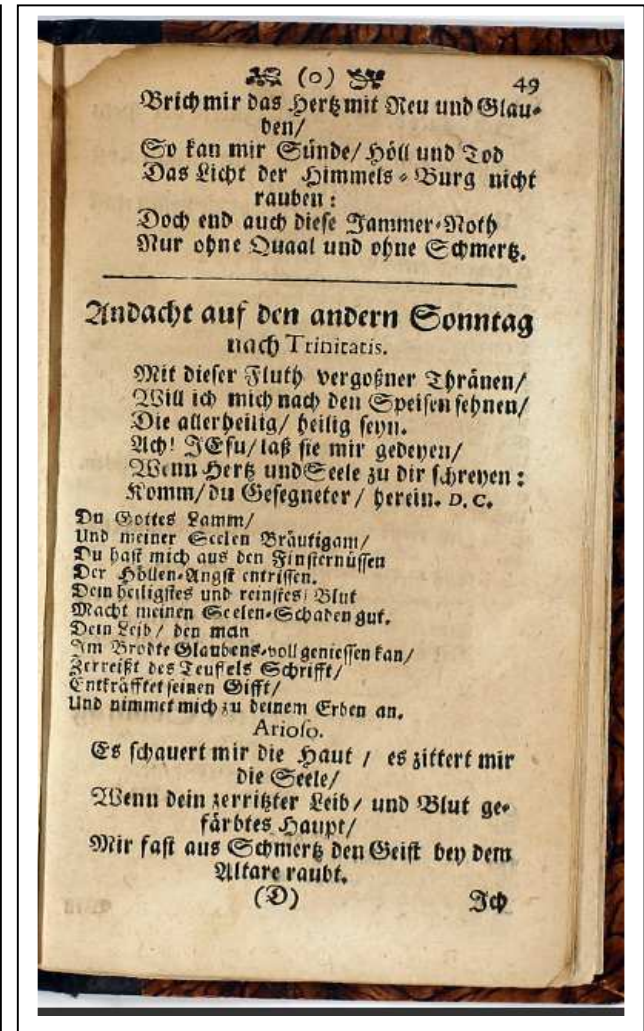 (o) 49
Brich mir das Hertz mit Reu und Glau-
ben/
So kan mir Sünde/ Höll und Tod
Das Licht der Himmels-Burg nicht
rauben:
Doch end auch diese Jammer-Noth
Nur ohne Quaal und ohne Schmertz.
Andacht auf den andern Sonntag
nach Trinitatis.
Mit dieser Fluth vergoßner Thränen/
Will ich mich nach den Speisen sehnen/
Die allerheilig/ heilig seyn.
Ach! JEsu/ laß sie mir gedeyen/
Wenn Hertz und Seele zu dir schreyen:
Komm/ du Gesegneter/ herein. D. C.
Du Gottes Lamm/
Und meiner Seelen Bräutigam/
Du hast mich aus den Finsternüssen
Der Höllen-Angst entrissen.
Dein heiligstes und reinstes Blut
Macht meinen Seelen-Schaden gut.
Dein Leib/ den man
Im Brodte Glaubens-voll geniessen kan/
Zerreißt des Teufels Schrifft/
Entkräfftet seinen Gifft/
Und nimmet mich zu deinem Erben an.
Arioso.
Es schauert mir die Haut/ es zittert mir
die Seele/
Wenn dein zerritzter Leib/ und Blut ge-
färbtes Haupt/
Mir fast aus Schmertz den Geist bey dem
Altare raubt.
(D) Ich